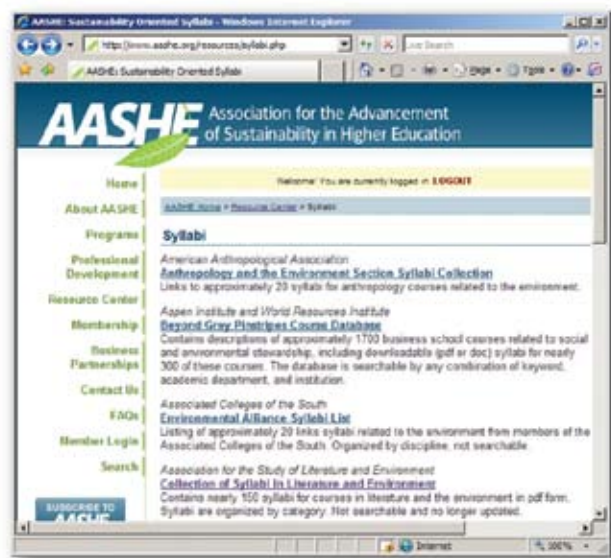 AASHE: Sustainability Oriented Syllabi - Windows Internet Explorer
http://www.aashe.org/resources/syllabi.php
Live Search
AASHE: Sustainability Oriented Syllabi
Page
Tools
AASHE
Association for the Advancement
of Sustainability in Higher Education
Welcome! You are currently logged in LOGOUT
Home
About AASHE
Programs
Professional
Development
Resource Center
Membership
Business
Partnerships
Contact Us
FAQs
Member Login
Search
SUBSCRIBE TO
AASHE
AASHE Home > Resource Center > Syllabi
Syllabi
American Anthropological Association
Anthropology and the Environment Section Syllabi Collection
Links to approximately 20 syllabi for anthropology courses related to the environment.
Aspen Institute and World Resources Institute
Beyond Grey Pinstripes Course Database
Contains descriptions of approximately 1700 business school courses related to social
and environmental stewardship, including downloadable (pdf or doc) syllabi for nearly
300 of these courses. The database is searchable by any combination of keyword,
academic department, and institution.
Associated Colleges of the South
Environmental Alliance Syllabi List
Listing of approximately 20 links syllabi related to the environment from members of the
Associated Colleges of the South. Organized by discipline, not searchable.
Association for the Study of Literature and Environment
Collection of Syllabi in Literature and Environment
Contains nearly 150 syllabi for courses in literature and the environment in pdf form.
Syllabi are organized by category. Not searchable and no longer updated.
Internet
100%